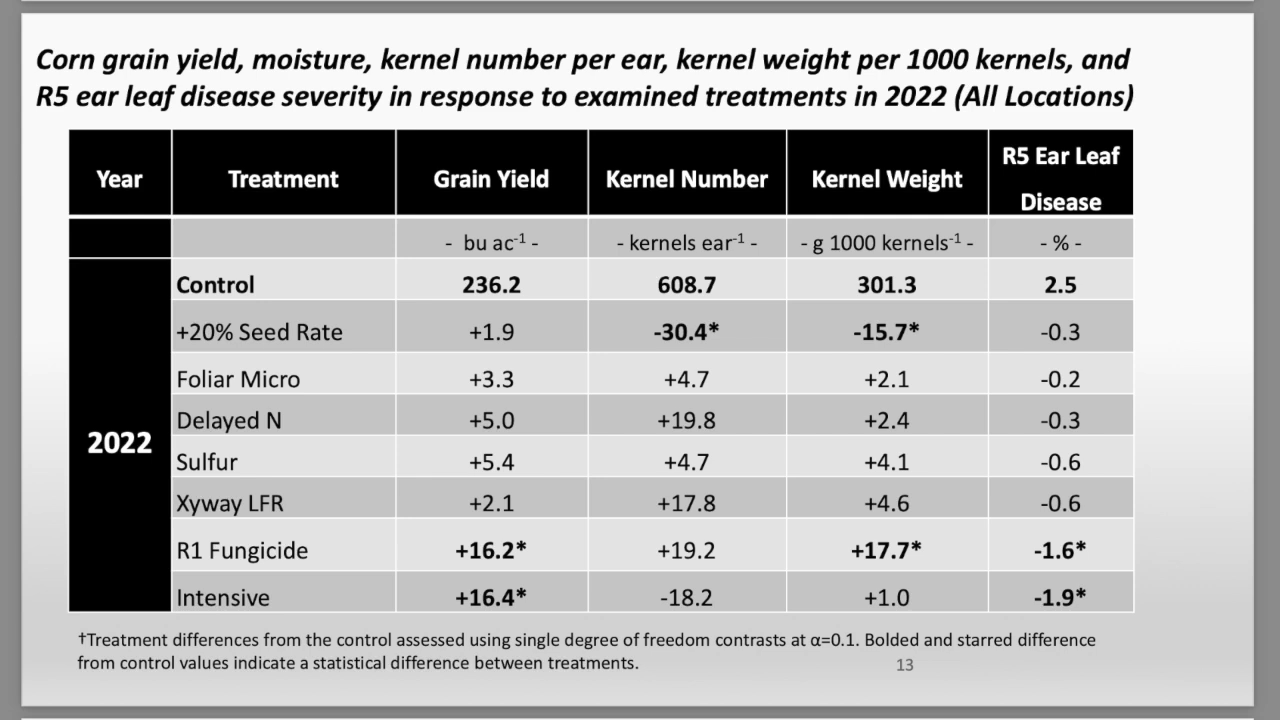 Corn grain yield, moisture, kernel number per ear, kernel weight per 1000 kernels, and
R5 ear leaf disease severity in response to examined treatments in 2022 (All Locations)
Year Treatment Grain Yield Kernel Number Kernel Weight R5 Ear Leaf Disease
- bu ac⁻¹ - - kernels ear⁻¹ - - g 1000 kernels⁻¹ - - % -
2022
Control 236.2 608.7 301.3 2.5
+20% Seed Rate +1.9 -30.4* -15.7* -0.3
Foliar Micro +3.3 +4.7 +2.1 -0.2
Delayed N +5.0 +19.8 +2.4 -0.3
Sulfur +5.4 +4.7 +4.1 -0.6
Xyway LFR +2.1 +17.8 +4.6 -0.6
R1 Fungicide +16.2* +19.2 +17.7* -1.6*
Intensive +16.4* -18.2 +1.0 -1.9*
†Treatment differences from the control assessed using single degree of freedom contrasts at α=0.1. Bolded and starred difference
from control values indicate a statistical difference between treatments.
13